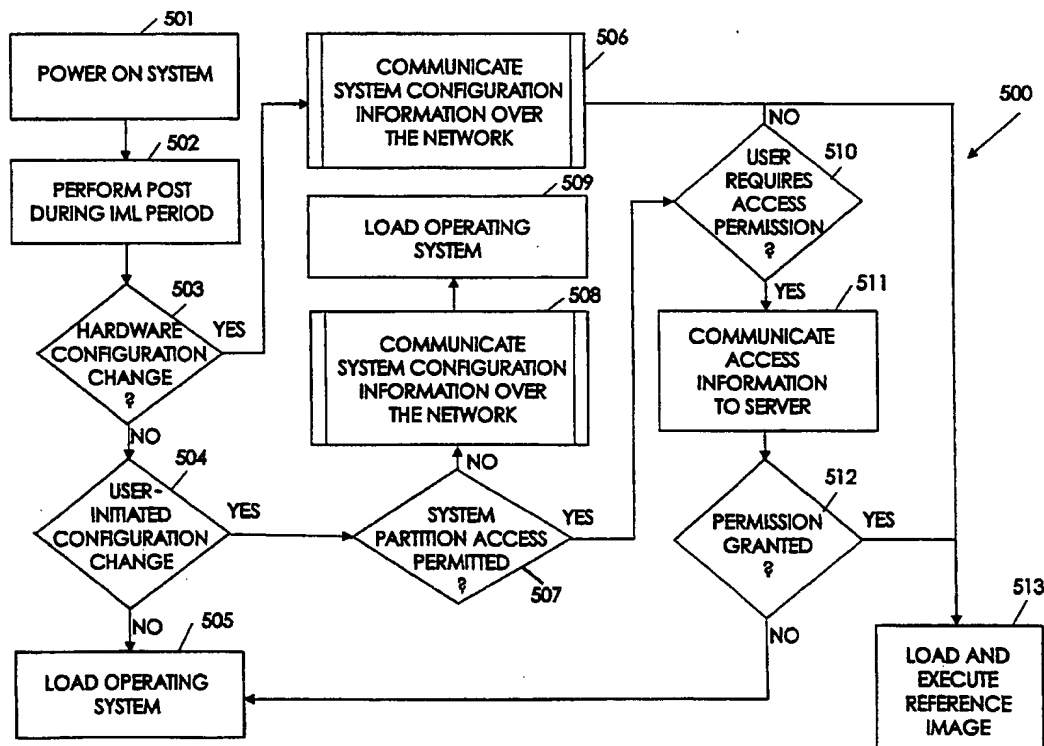 501
POWER ON SYSTEM
502
PERFORM POST
DURING IML PERIOD
503
HARDWARE
CONFIGURATION
CHANGE
?
YES
NO
504
USER-
INITIATED
CONFIGURATION
CHANGE
YES
NO
505
LOAD OPERATING
SYSTEM
506
COMMUNICATE
SYSTEM CONFIGURATION
INFORMATION OVER
THE NETWORK
509
LOAD OPERATING
SYSTEM
508
COMMUNICATE
SYSTEM CONFIGURATION
INFORMATION OVER
THE NETWORK
NO
SYSTEM
PARTITION ACCESS
PERMITTED
?
YES
507
NO
510
USER
REQUIRES
ACCESS
PERMISSION
?
YES
511
COMMUNICATE
ACCESS
INFORMATION
TO SERVER
512
PERMISSION
GRANTED
?
YES
NO
500
513
LOAD AND
EXECUTE
REFERENCE
IMAGE